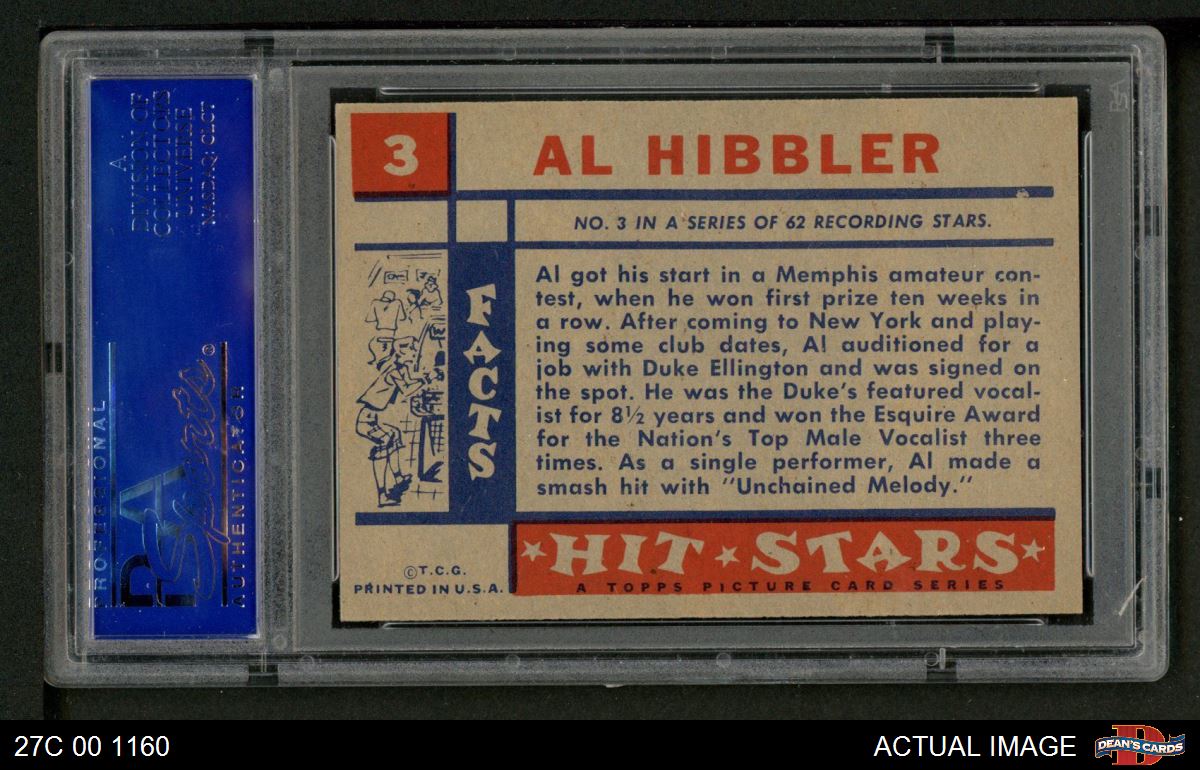 3
AL HIBBLER
NO. 3 IN A SERIES OF 62 RECORDING STARS.
FACTS
Al got his start in a Memphis amateur con-
test, when he won first prize ten weeks in
a row. After coming to New York and play-
ing some club dates, Al auditioned for a
job with Duke Ellington and was signed on
the spot. He was the Duke's featured vocal-
ist for 8½ years and won the Esquire Award
for the Nation's Top Male Vocalist three
times. As a single performer, Al made a
smash hit with "Unchained Melody."
©T.C.G.
PRINTED IN U.S.A.
HIT STARS
A TOPPS PICTURE CARD SERIES
A
DIVISION OF
COLLECTORS
UNIVERSE
NASDAQ: CLCT
PROFESSIONAL
PSA
Sports®
AUTHENTICATOR
PSA
27C 00 1160
ACTUAL IMAGE
D
DEAN'S CARDS